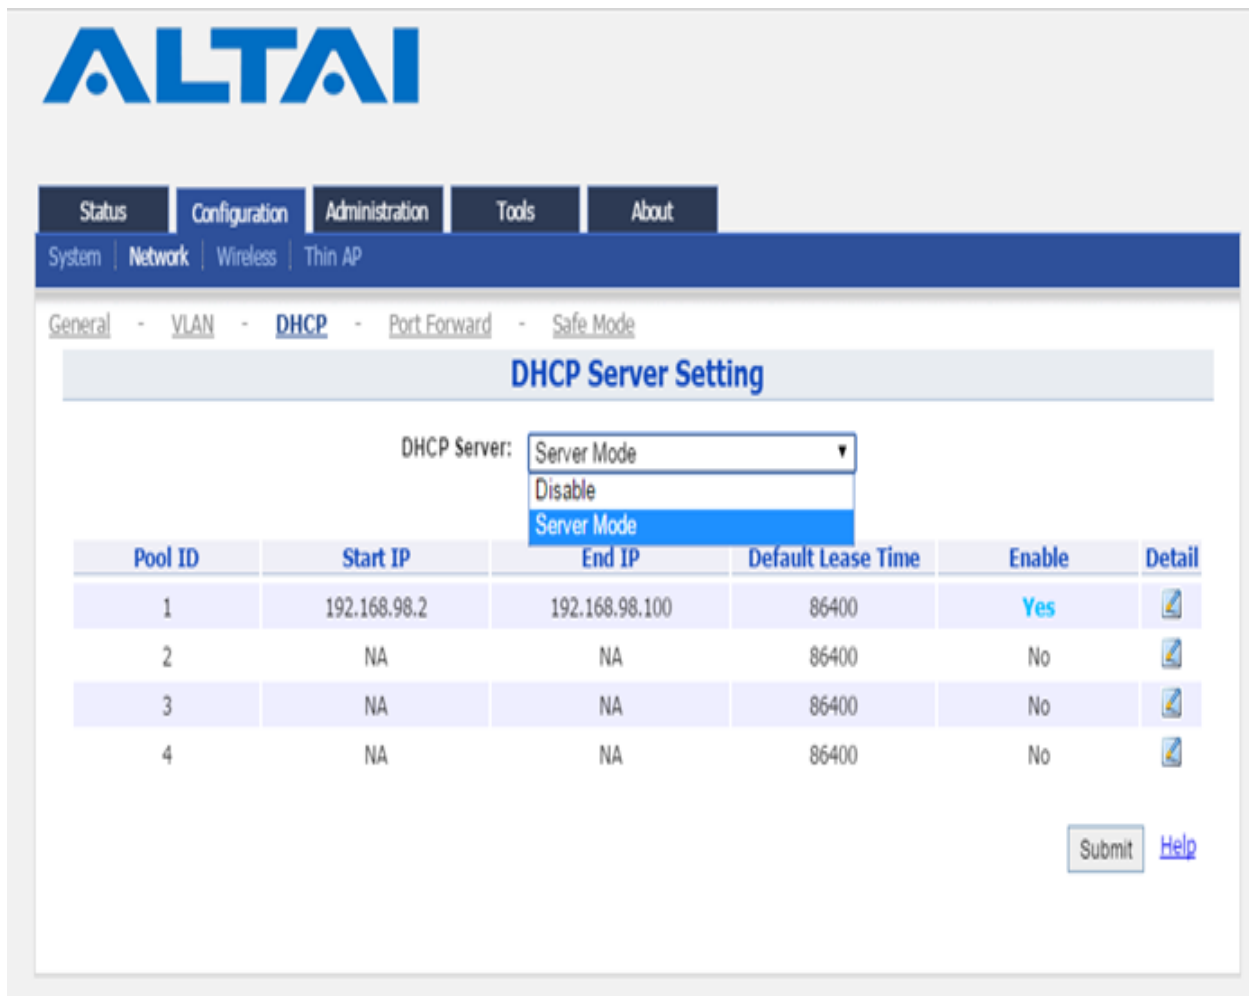 ALTAI
Status Configuration Administration Tools About
System | Network | Wireless | Thin AP
General - VLAN - DHCP - Port Forward - Safe Mode
DHCP Server Setting
DHCP Server: Server Mode
Disable
Server Mode
Pool ID Start IP End IP Default Lease Time Enable Detail
1 192.168.98.2 192.168.98.100 86400 Yes
2 NA NA 86400 No
3 NA NA 86400 No
4 NA NA 86400 No
Submit Help